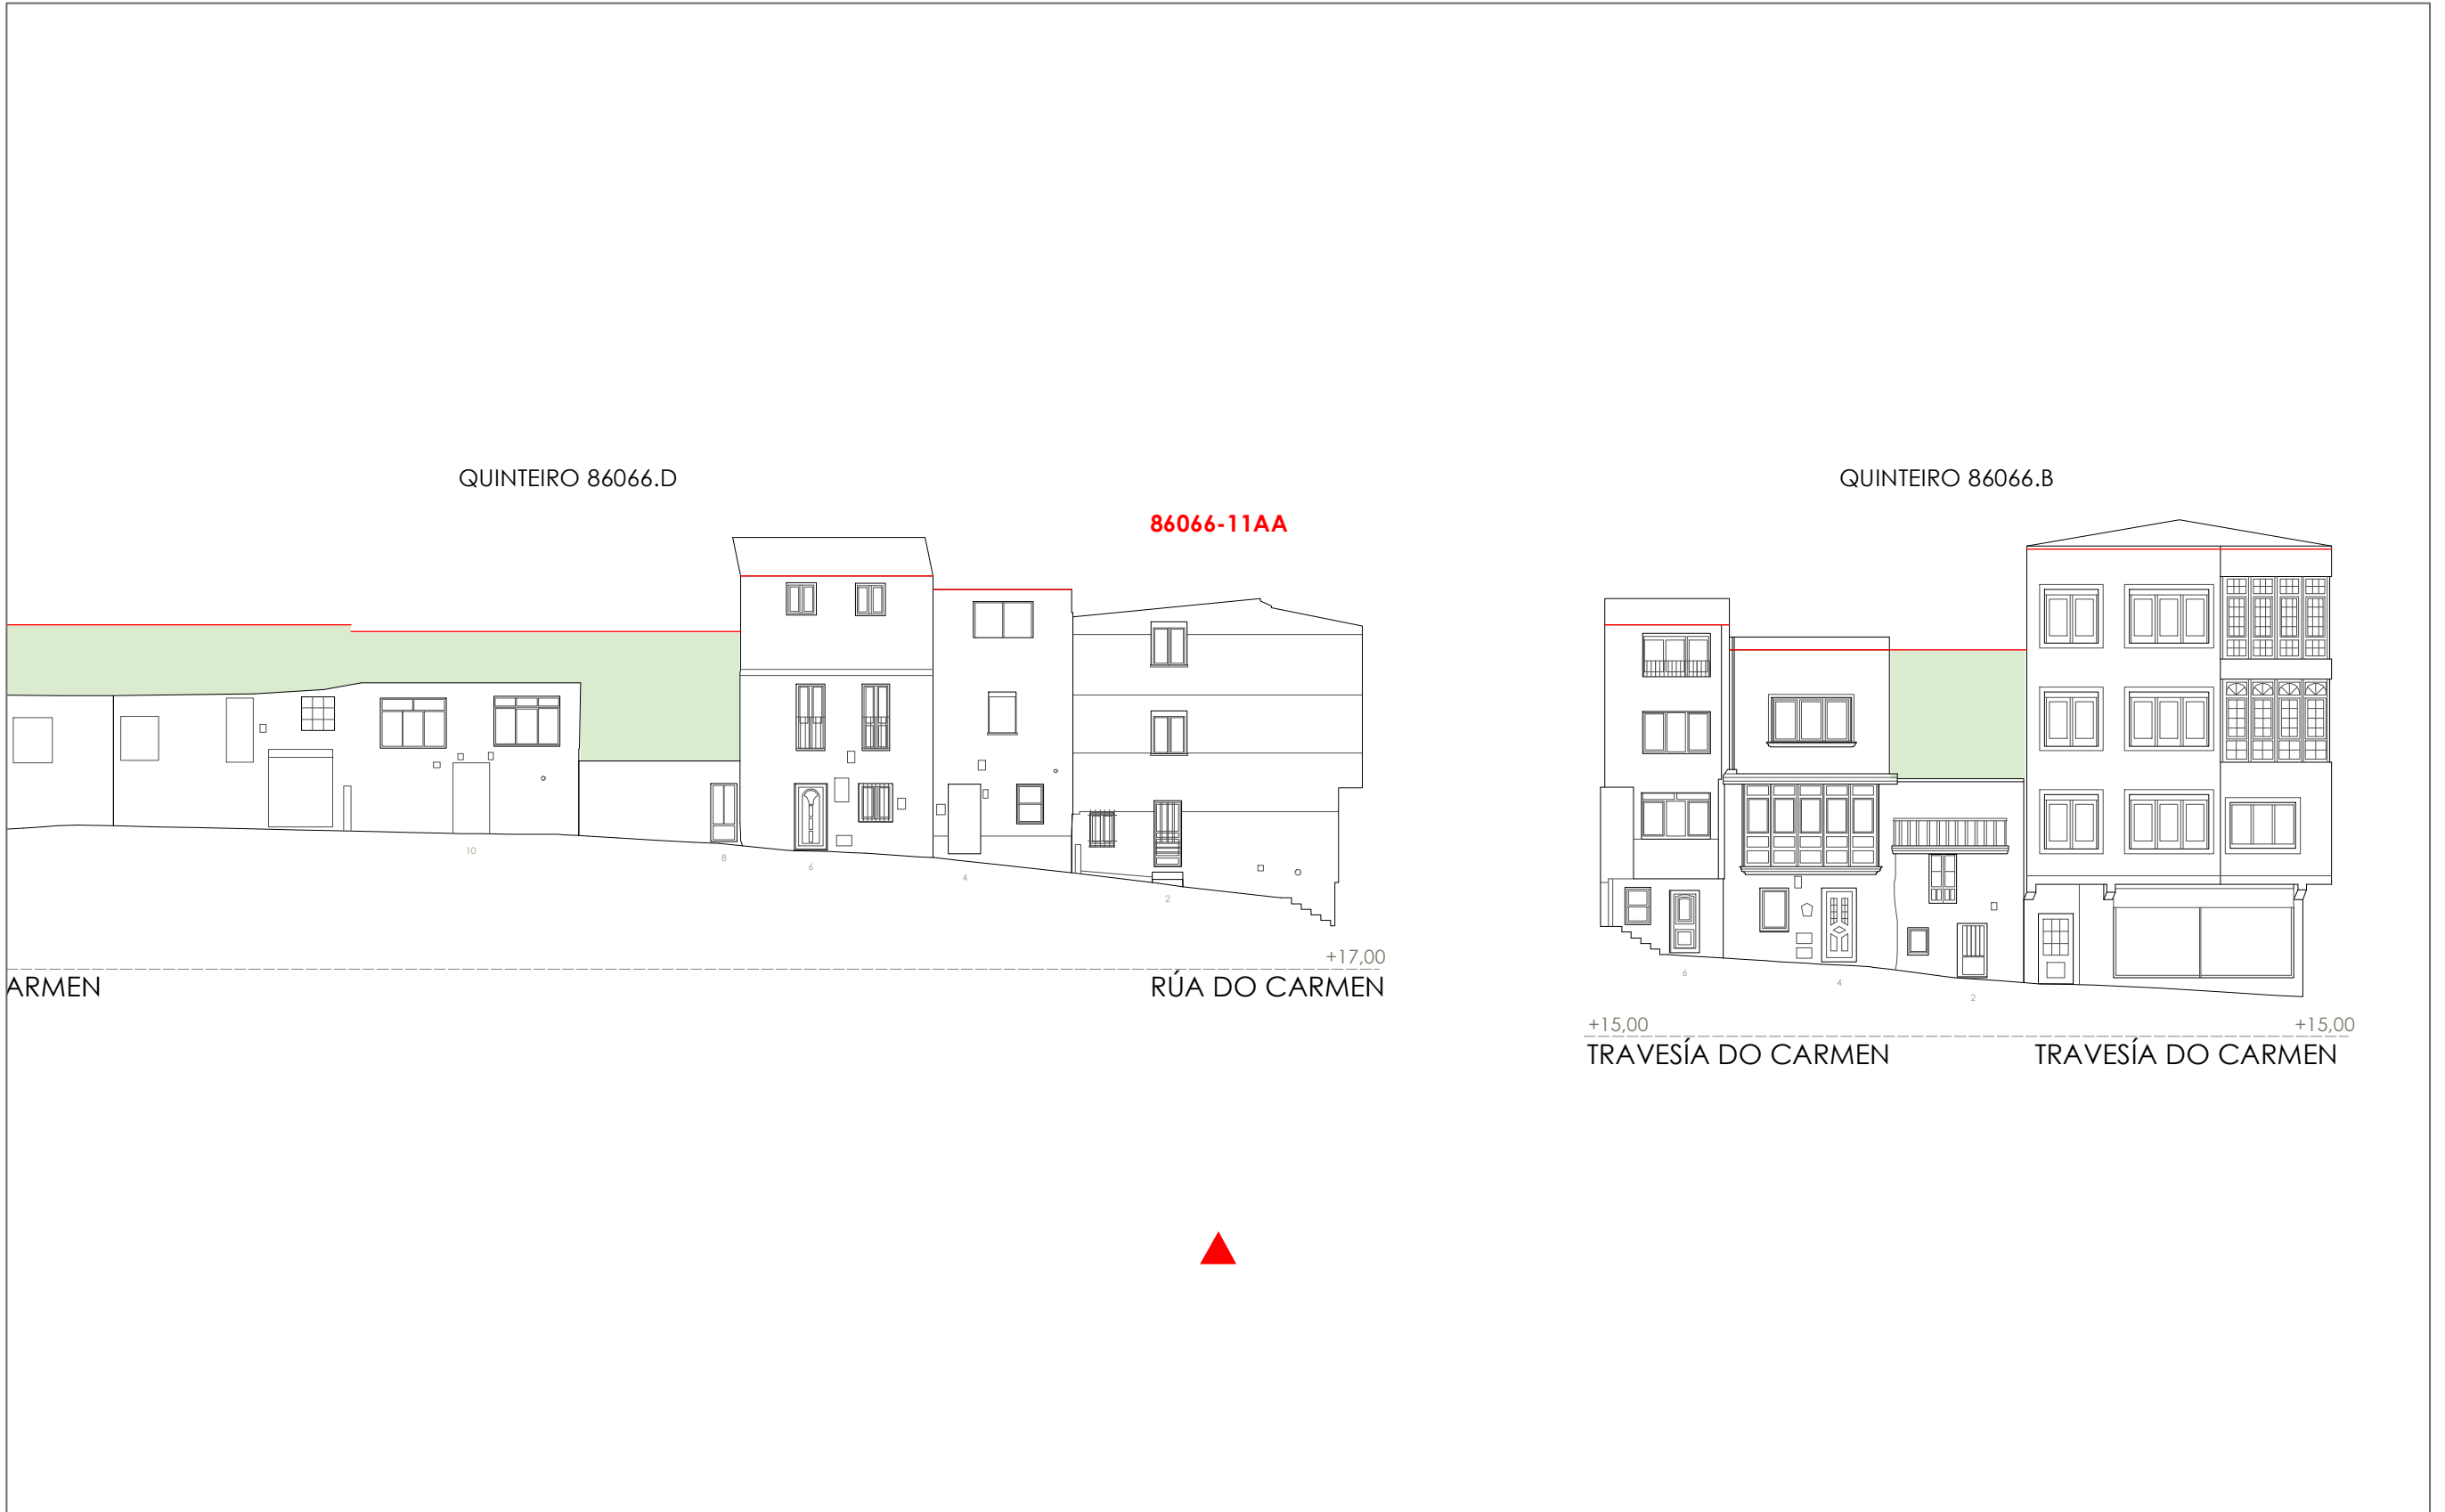 QUINTEIRO 86066.D
QUINTEIRO 86066.B
86066-11AA
10
8
6
4
2
6
4
2
+17,00
ARMEN
RÚA DO CARMEN
+15,00
+15,00
TRAVESÍA DO CARMEN
TRAVESÍA DO CARMEN